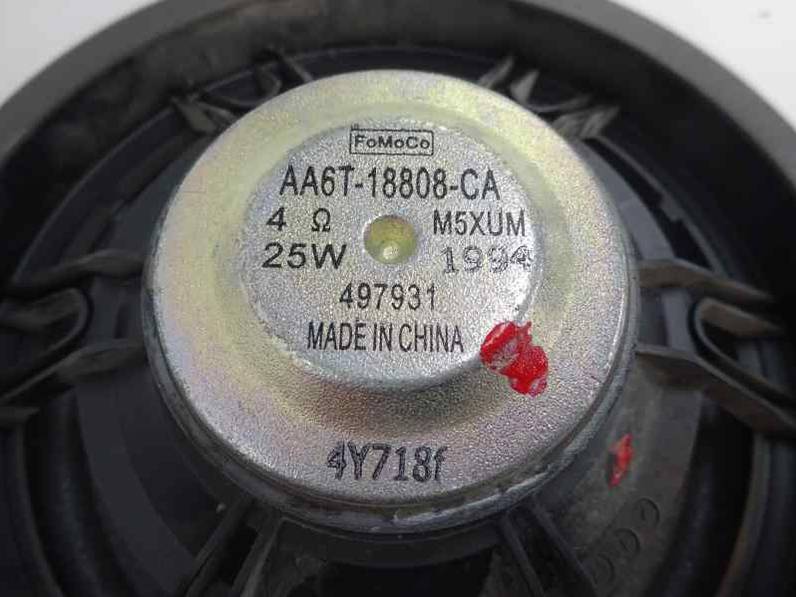 FoMoCo
AA6T-18808-CA
4 Ω M5XUM
25W 1994
497931
MADE IN CHINA
4Y718f